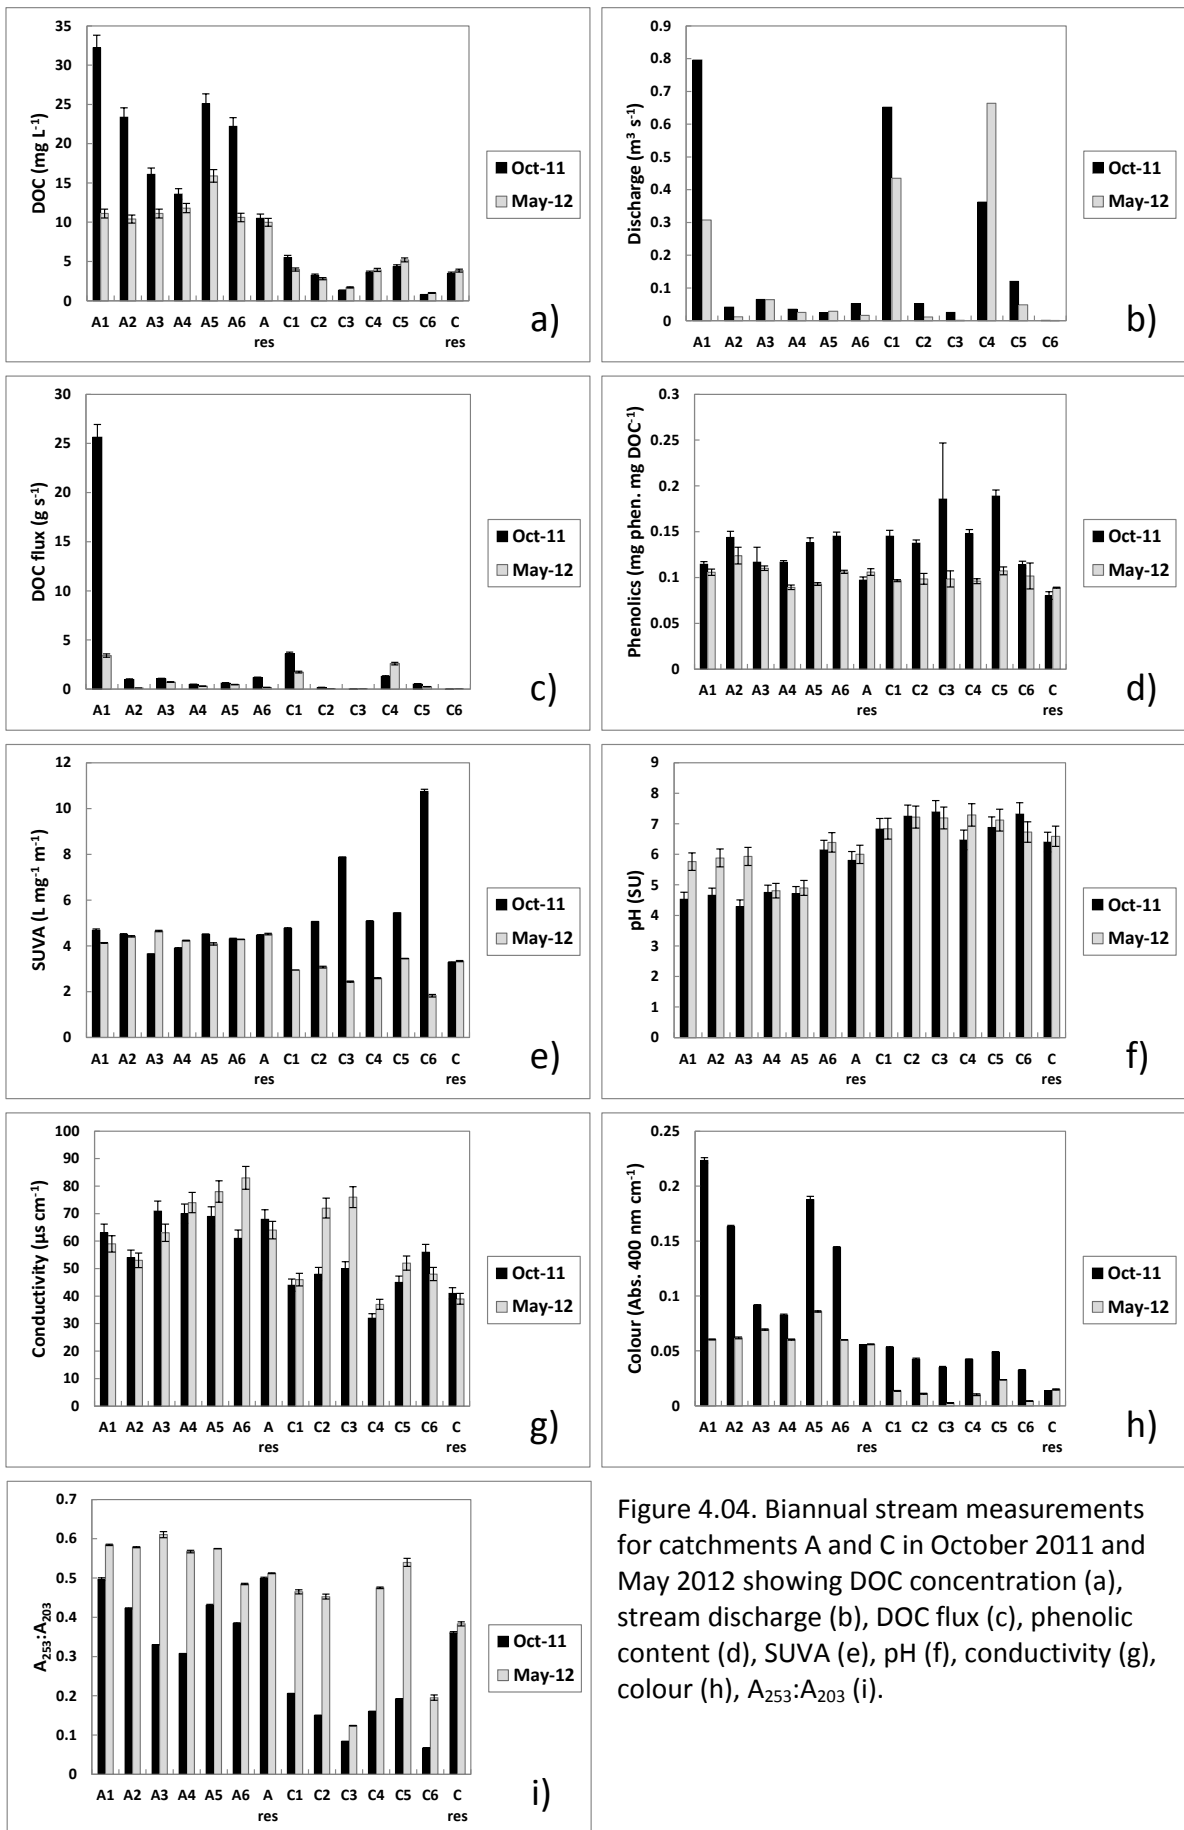 35
30
25
20
15
10
5
0
DOC (mg L⁻¹)
A1 A2 A3 A4 A5 A6 A C1 C2 C3 C4 C5 C6 C
res res
Oct-11
May-12
a)
0.9
0.8
0.7
0.6
0.5
0.4
0.3
0.2
0.1
0
Discharge (m³ s⁻¹)
A1 A2 A3 A4 A5 A6 C1 C2 C3 C4 C5 C6
Oct-11
May-12
b)
30
25
20
15
10
5
0
DOC flux (g s⁻¹)
A1 A2 A3 A4 A5 A6 C1 C2 C3 C4 C5 C6
Oct-11
May-12
c)
0.3
0.25
0.2
0.15
0.1
0.05
0
Phenolics (mg phen. mg DOC⁻¹)
A1 A2 A3 A4 A5 A6 A C1 C2 C3 C4 C5 C6 C
res res
Oct-11
May-12
d)
12
10
8
6
4
2
0
SUVA (L mg⁻¹ m⁻¹)
A1 A2 A3 A4 A5 A6 A C1 C2 C3 C4 C5 C6 C
res res
Oct-11
May-12
e)
9
8
7
6
5
4
3
2
1
0
pH (SU)
A1 A2 A3 A4 A5 A6 A C1 C2 C3 C4 C5 C6 C
res res
Oct-11
May-12
f)
100
90
80
70
60
50
40
30
20
10
0
Conductivity (µs cm⁻¹)
A1 A2 A3 A4 A5 A6 A C1 C2 C3 C4 C5 C6 C
res res
Oct-11
May-12
g)
0.25
0.2
0.15
0.1
0.05
0
Colour (Abs. 400 nm cm⁻¹)
A1 A2 A3 A4 A5 A6 A C1 C2 C3 C4 C5 C6 C
res res
Oct-11
May-12
h)
0.7
0.6
0.5
0.4
0.3
0.2
0.1
0
A₂₅₃:A₂₀₃
A1 A2 A3 A4 A5 A6 A C1 C2 C3 C4 C5 C6 C
res res
Oct-11
May-12
i)
Figure 4.04. Biannual stream measurements
for catchments A and C in October 2011 and
May 2012 showing DOC concentration (a),
stream discharge (b), DOC flux (c), phenolic
content (d), SUVA (e), pH (f), conductivity (g),
colour (h), A₂₅₃:A₂₀₃ (i).